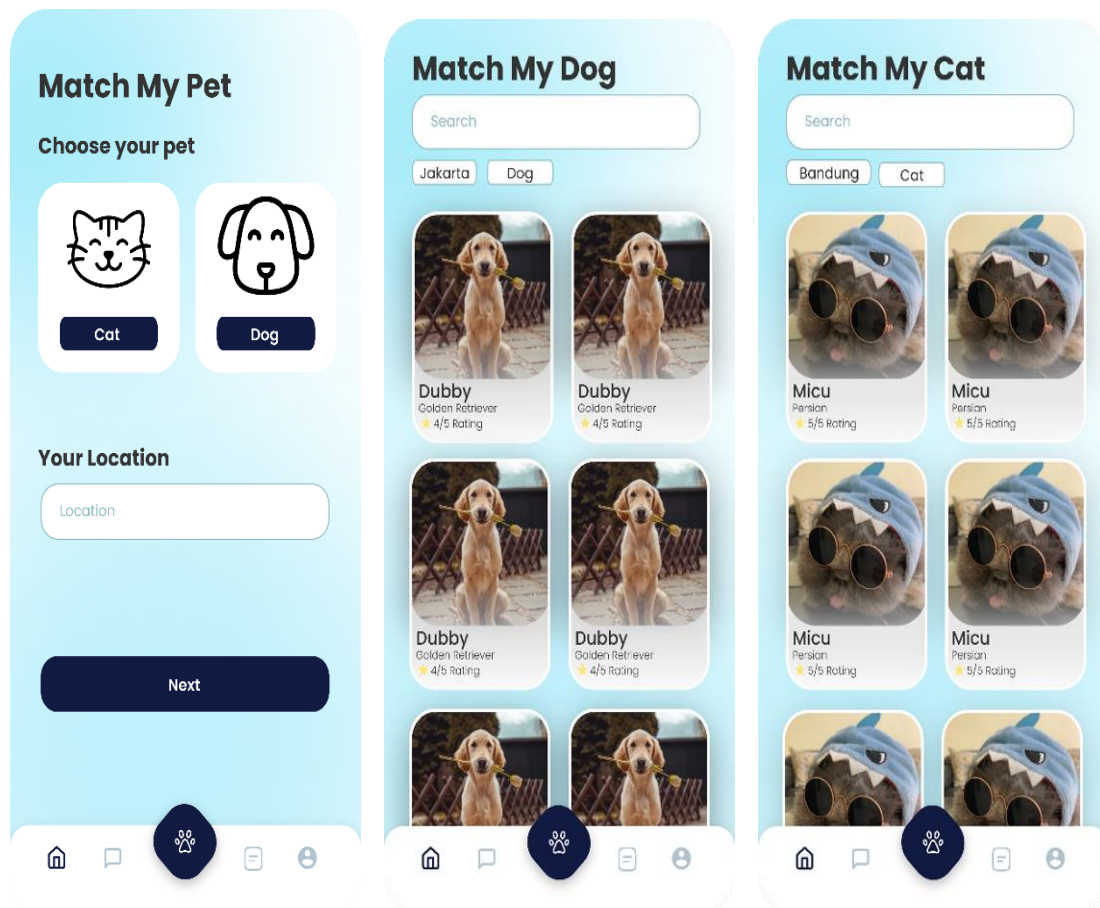 Match My Pet
Choose your pet
Cat
Dog
Your Location
Location
Next
Match My Dog
Search
Jakarta
Dog
Dubby
Golden Retriever
4/5 Rating
Dubby
Golden Retriever
4/5 Rating
Dubby
Golden Retriever
4/5 Rating
Dubby
Golden Retriever
4/5 Rating
Match My Cat
Search
Bandung
Cat
Micu
Persian
5/5 Rating
Micu
Persian
5/5 Rating
Micu
Persian
5/5 Rating
Micu
Persian
5/5 Rating